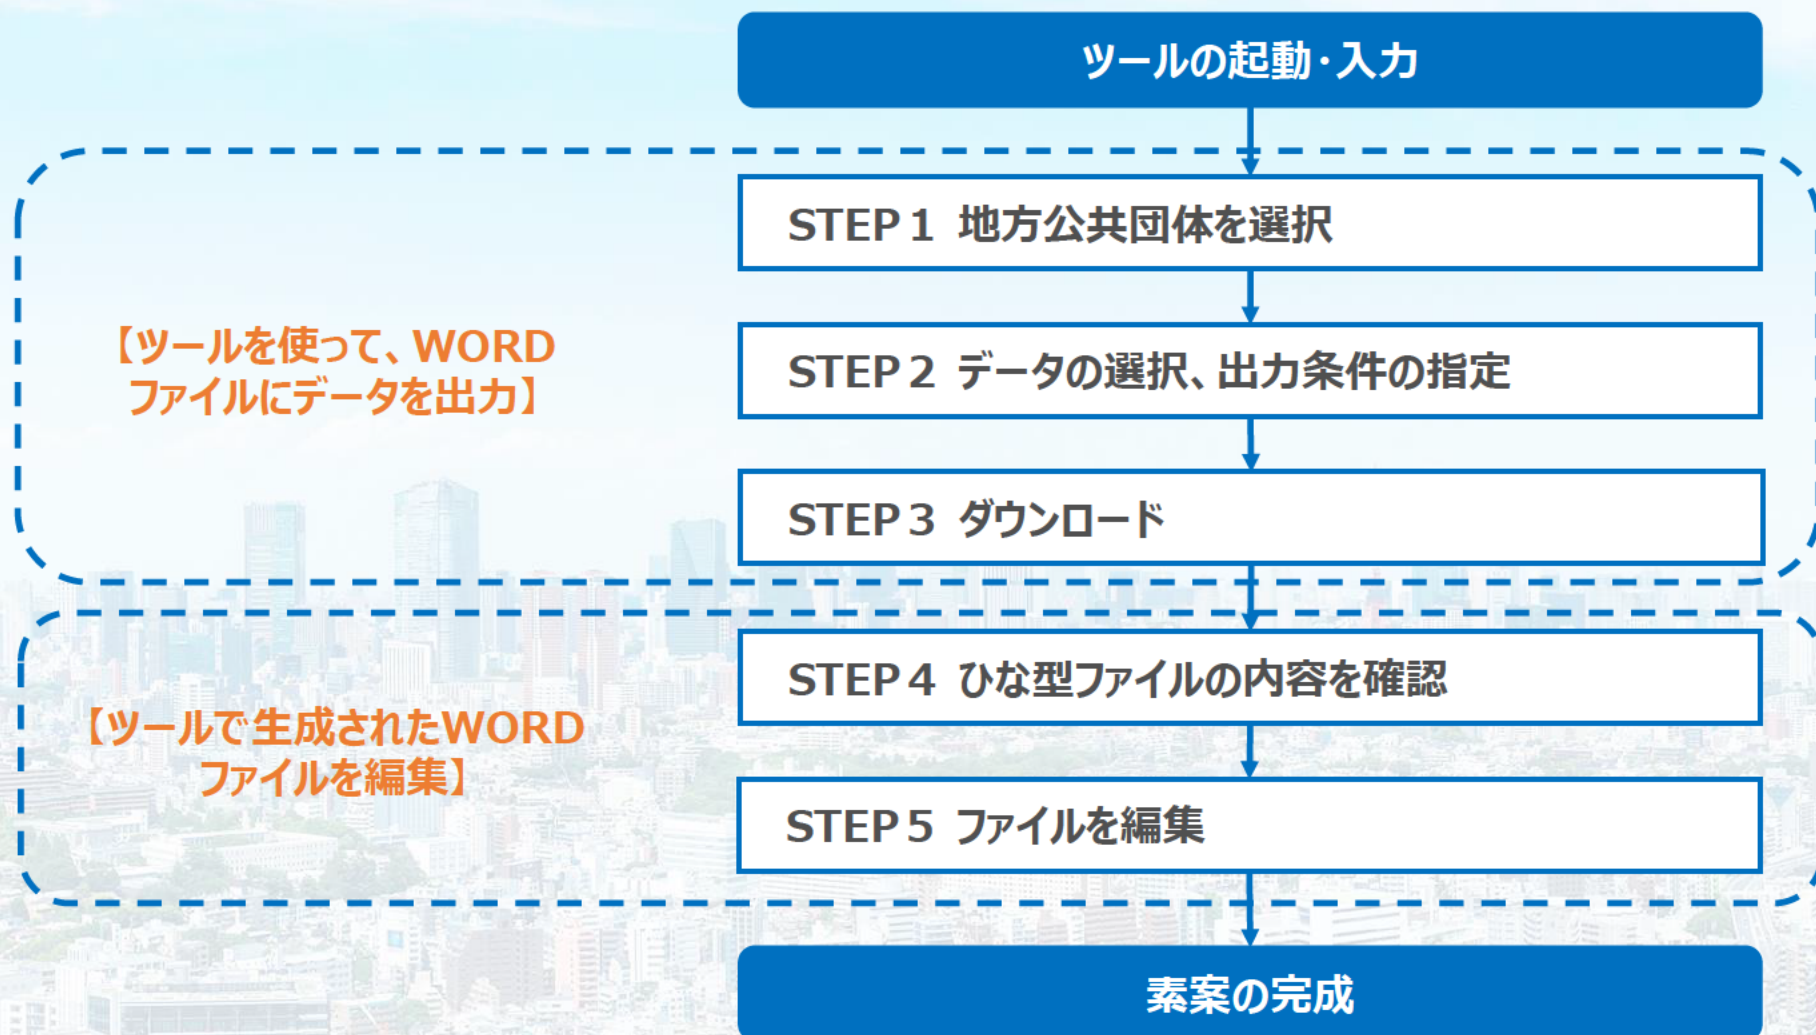 ツールの起動・入力
STEP１ 地方公共団体を選択
【ツールを使って、WORD
ファイルにデータを出力】
STEP２ データの選択、出力条件の指定
STEP３ ダウンロード
STEP４ ひな型ファイルの内容を確認
【ツールで生成されたWORD
ファイルを編集】
STEP５ ファイルを編集
素案の完成